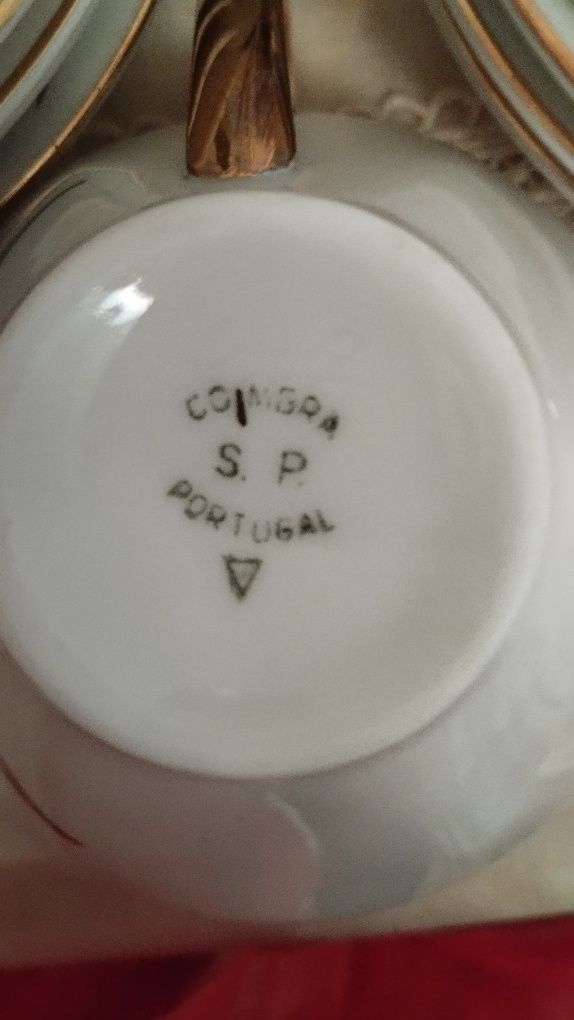 COIMBRA
S. P.
PORTUGAL